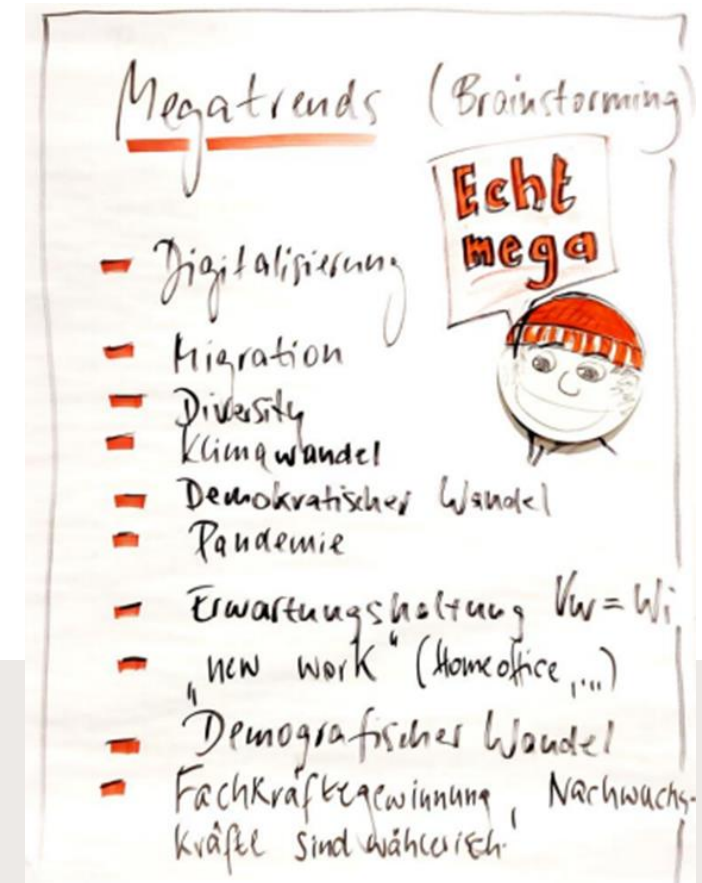 Megatrends (Brainstorming)
Echt
mega
- Digitalisierung
- Migration
- Diversity
- Klimawandel
- Demokratischer Wandel
- Pandemie
- Erwartungshaltung VW = Wi
- „new work“ (Homeoffice,...)
- Demografischer Wandel
- Fachkräftegewinnung, Nachwuchs-
kräfte sind wählerisch.